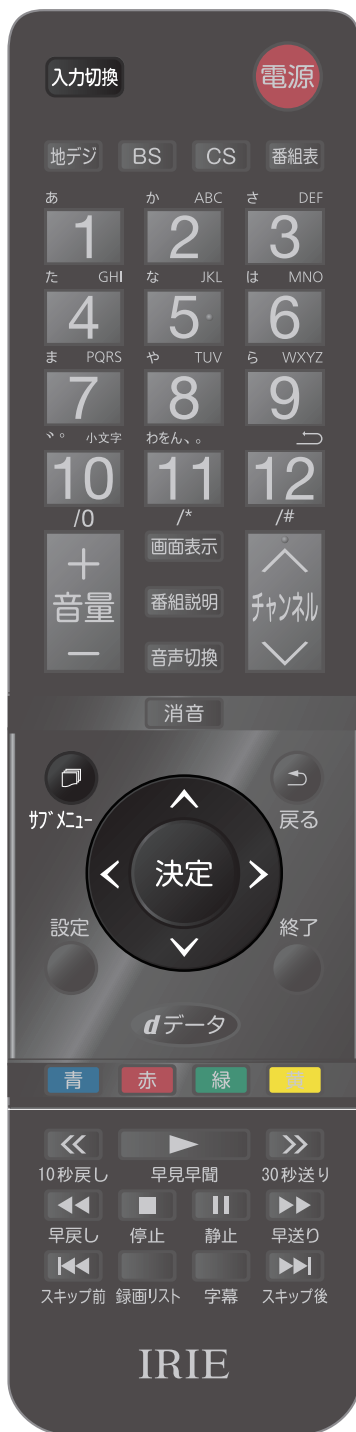 入力切換 電源
地デジ BS CS 番組表
あ か ABC さ DEF
1 2 3
た GHI な JKL は MNO
4 5 6
ま PQRS や TUV ら WXYZ
7 8 9
゛゜ 小文字 わをん、。
10 11 12
/0 /* /#
画面表示
+ 音量 − 番組説明 チャンネル
音声切換
消音
サブメニュー 戻る
決定
設定 終了
dデータ
青 赤 緑 黄
10秒戻し 早見早聞 30秒送り
早戻し 停止 静止 早送り
スキップ前 録画リスト 字幕 スキップ後
IRIE